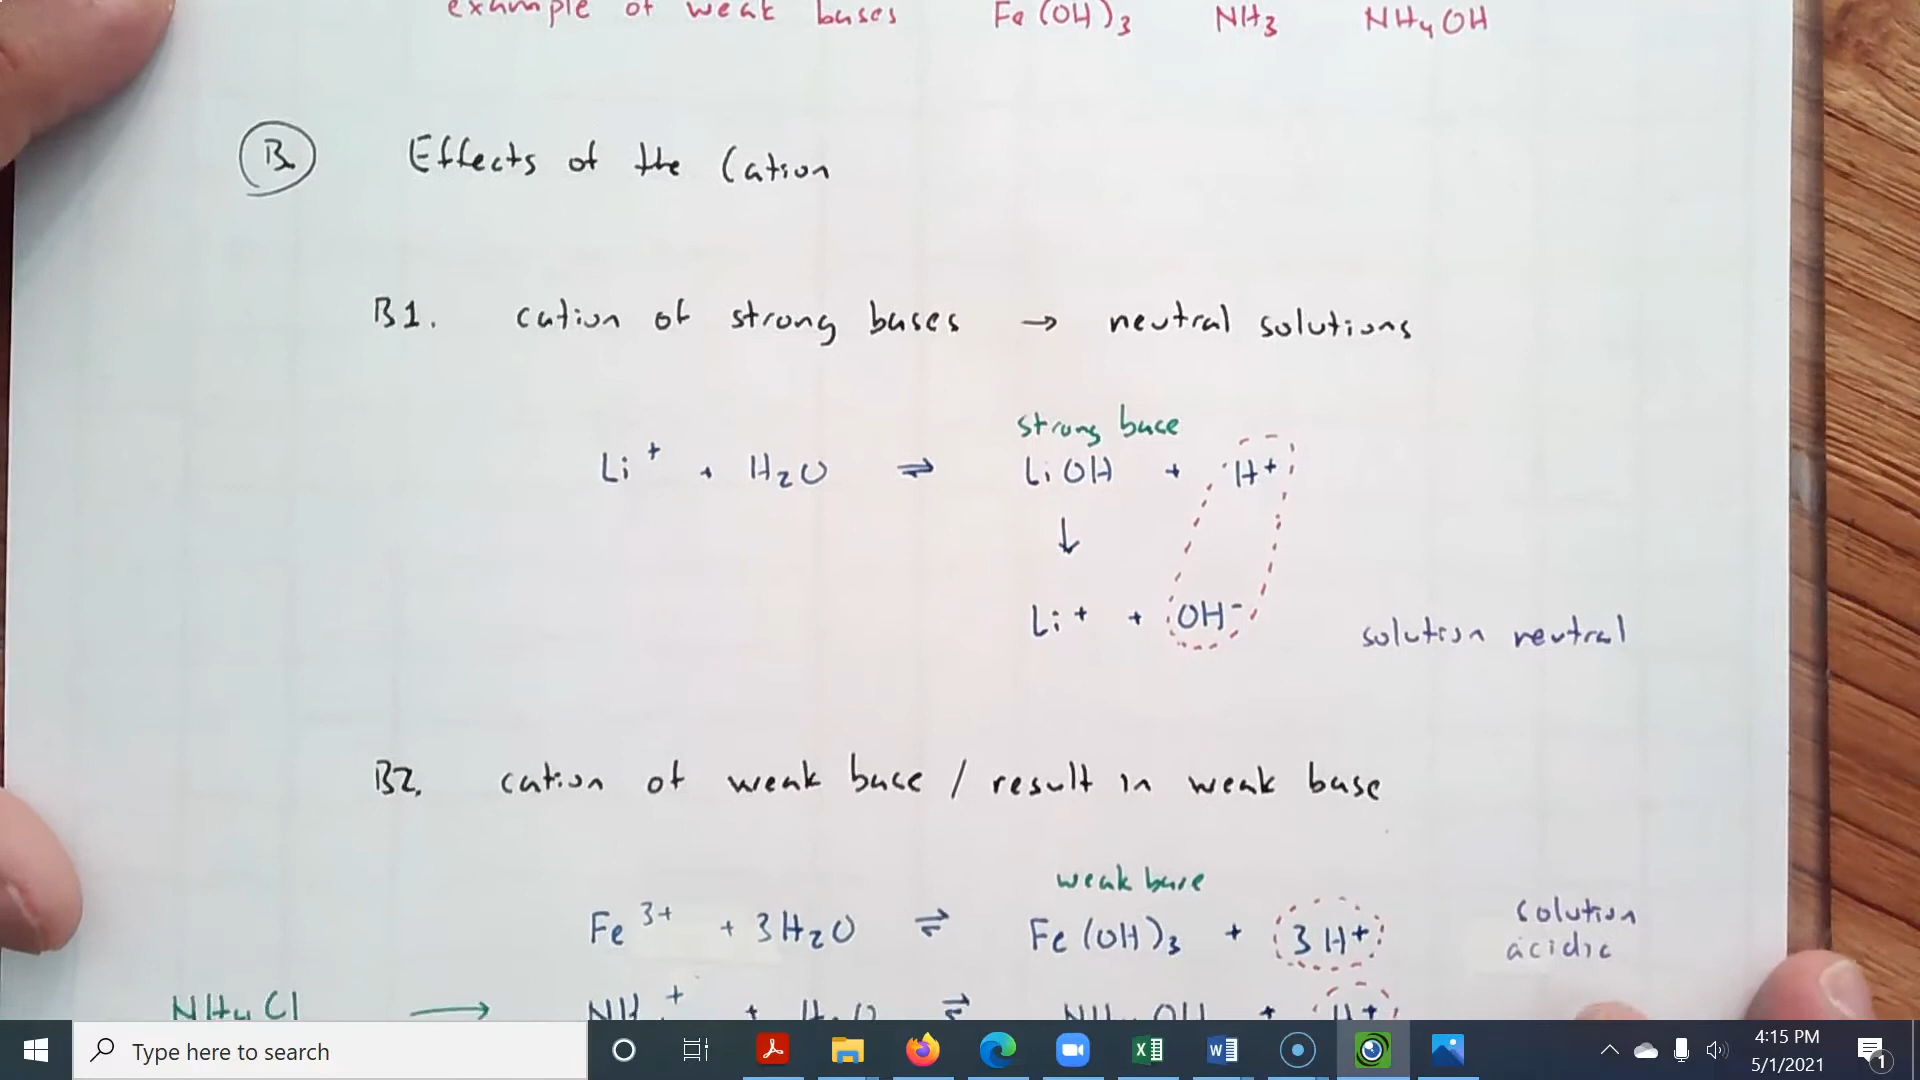 example of weak bases Fe(OH)3 NH3 NH4OH
B Effects of the Cation
B1. cation of strong bases → neutral solutions
strong base
Li+ + H2O ⇌ LiOH + H+
↓
Li+ + OH-
solution neutral
B2. cation of weak base / result in weak base
weak base
Fe3+ + 3H2O ⇌ Fe(OH)3 + 3H+
solution
acidic
NH4Cl → NH + + ⇌ OH + H+
Type here to search
4:15 PM
5/1/2021
1